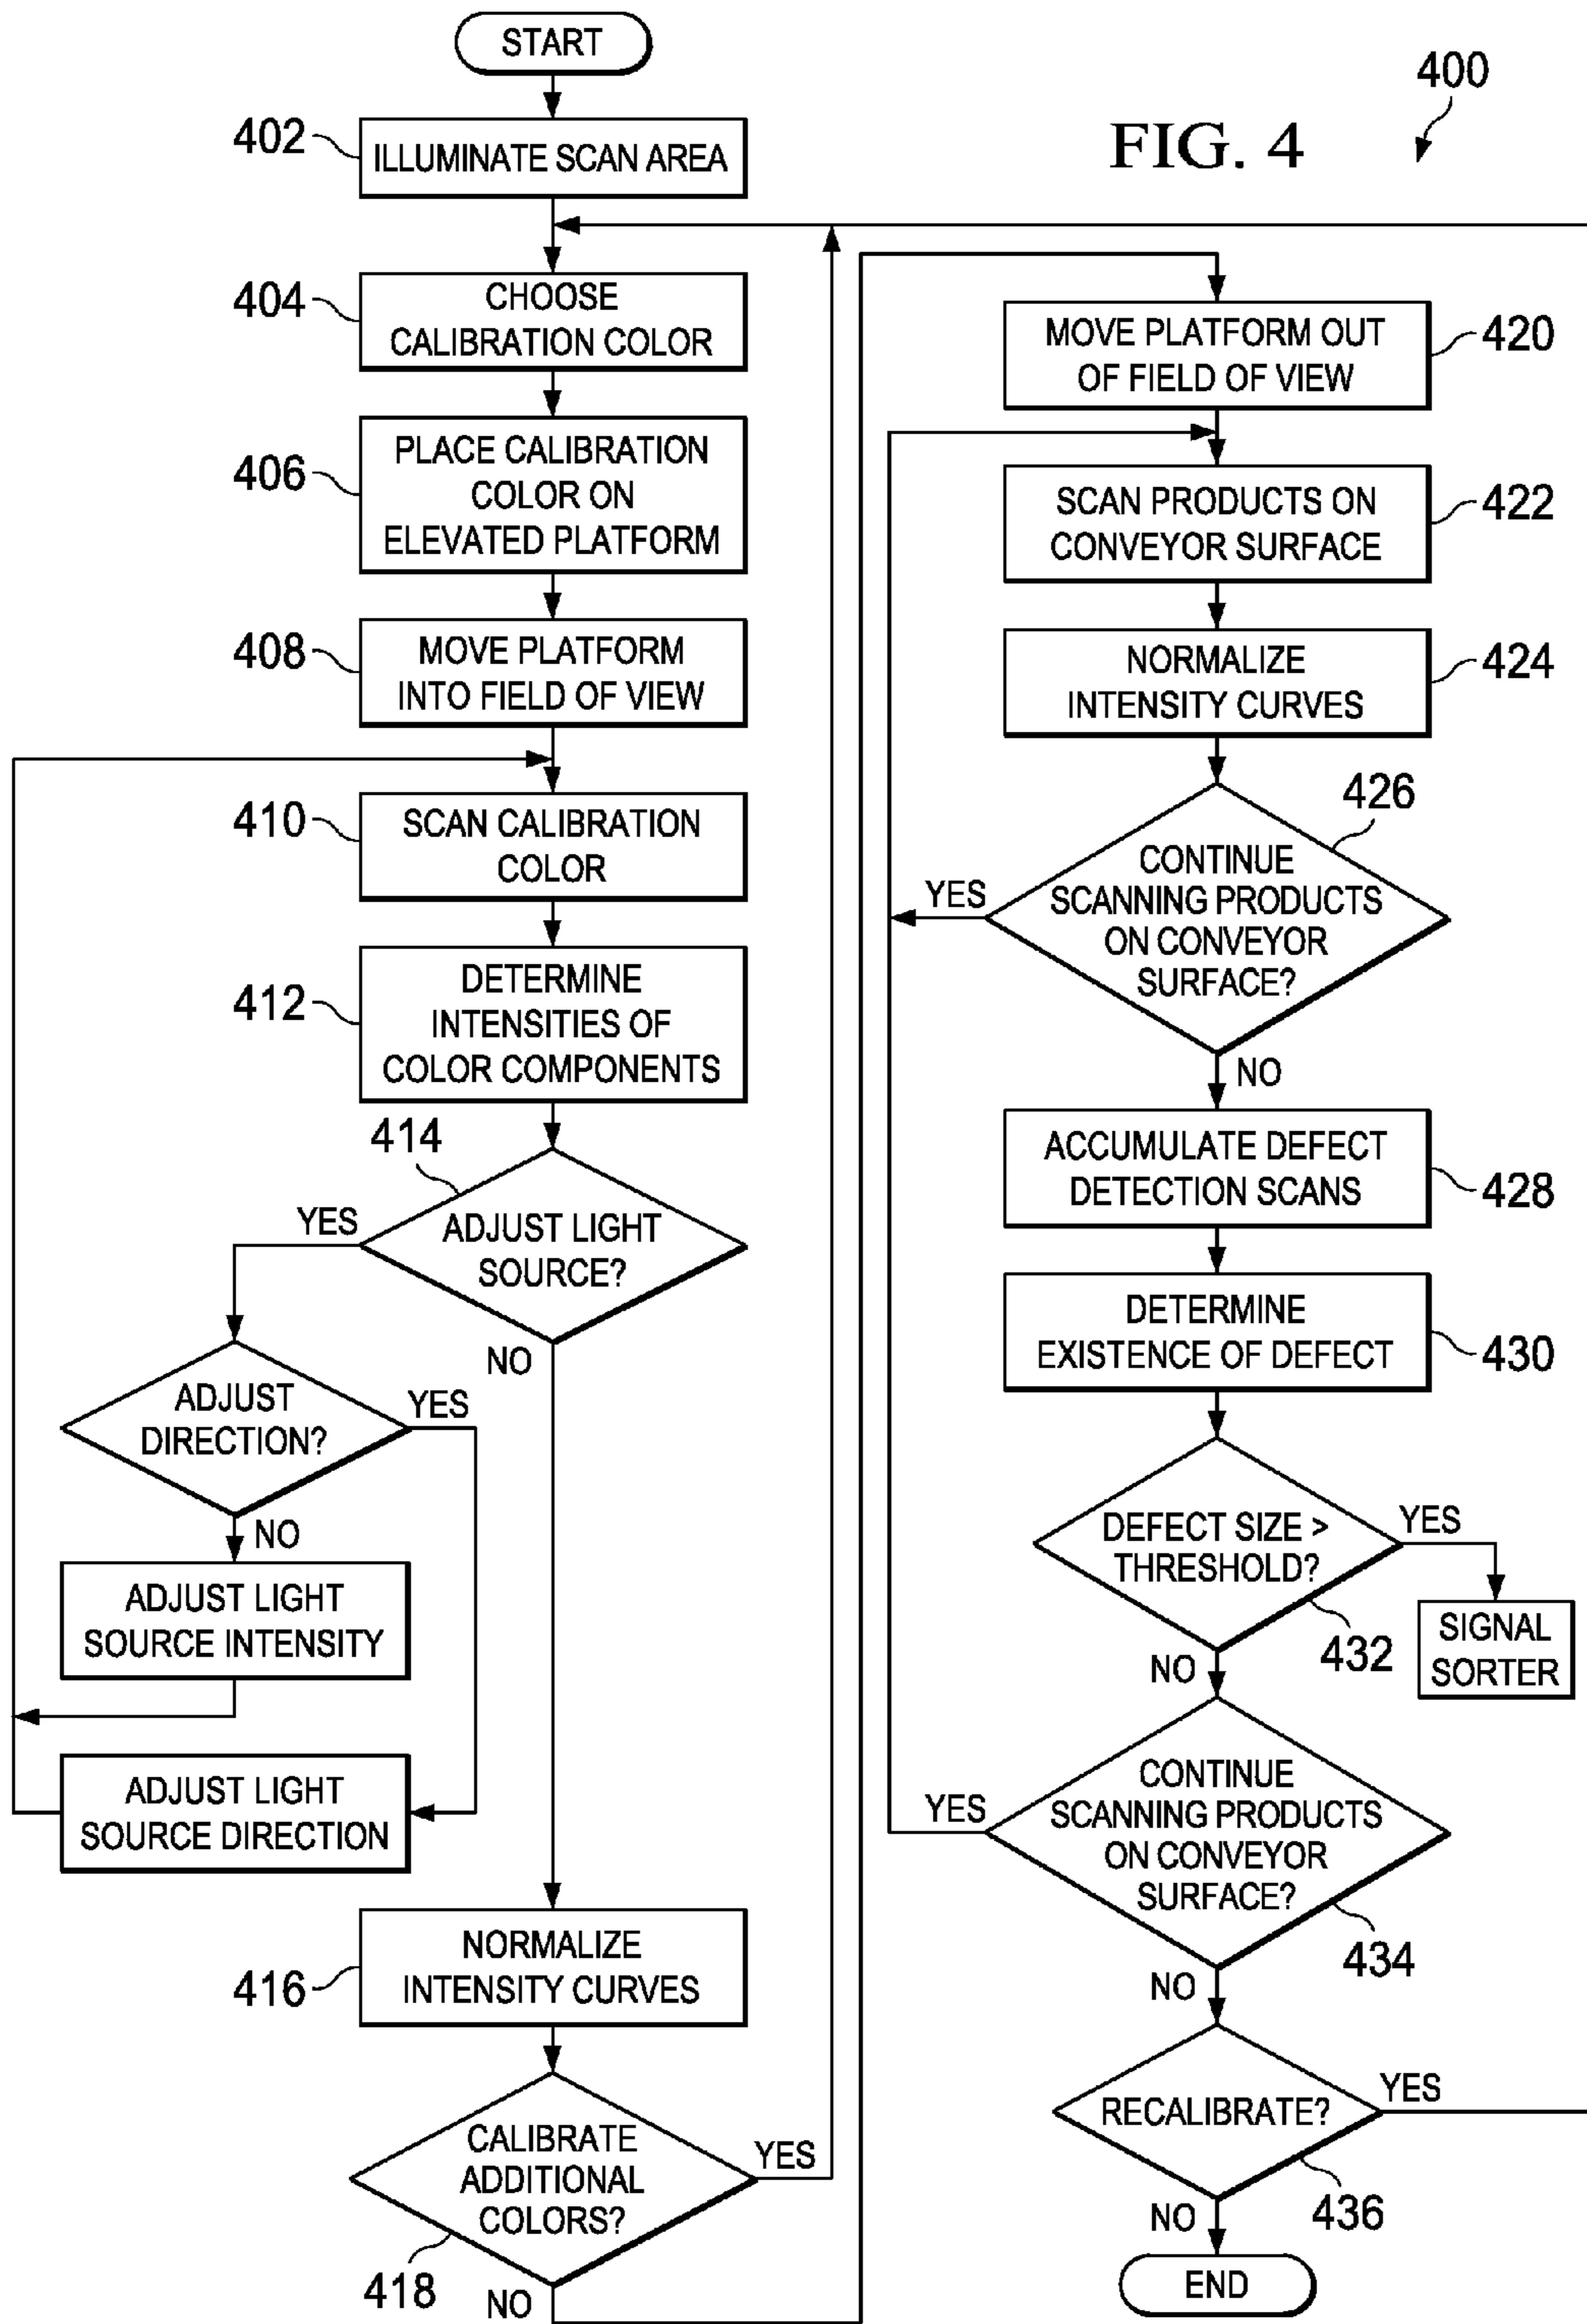 START
400
FIG. 4
402
ILLUMINATE SCAN AREA
404
CHOOSE
CALIBRATION COLOR
406
PLACE CALIBRATION
COLOR ON
ELEVATED PLATFORM
408
MOVE PLATFORM
INTO FIELD OF VIEW
410
SCAN CALIBRATION
COLOR
412
DETERMINE
INTENSITIES OF
COLOR COMPONENTS
414
YES
ADJUST LIGHT
SOURCE?
NO
ADJUST
DIRECTION?
YES
NO
ADJUST LIGHT
SOURCE INTENSITY
ADJUST LIGHT
SOURCE DIRECTION
416
NORMALIZE
INTENSITY CURVES
CALIBRATE
ADDITIONAL
COLORS?
YES
418
NO
MOVE PLATFORM OUT
OF FIELD OF VIEW
420
SCAN PRODUCTS ON
CONVEYOR SURFACE
422
NORMALIZE
INTENSITY CURVES
424
426
CONTINUE
SCANNING PRODUCTS
ON CONVEYOR
SURFACE?
YES
NO
ACCUMULATE DEFECT
DETECTION SCANS
428
DETERMINE
EXISTENCE OF DEFECT
430
DEFECT SIZE >
THRESHOLD?
YES
432
SIGNAL
SORTER
NO
CONTINUE
SCANNING PRODUCTS
ON CONVEYOR
SURFACE?
YES
434
NO
RECALIBRATE?
YES
436
NO
END